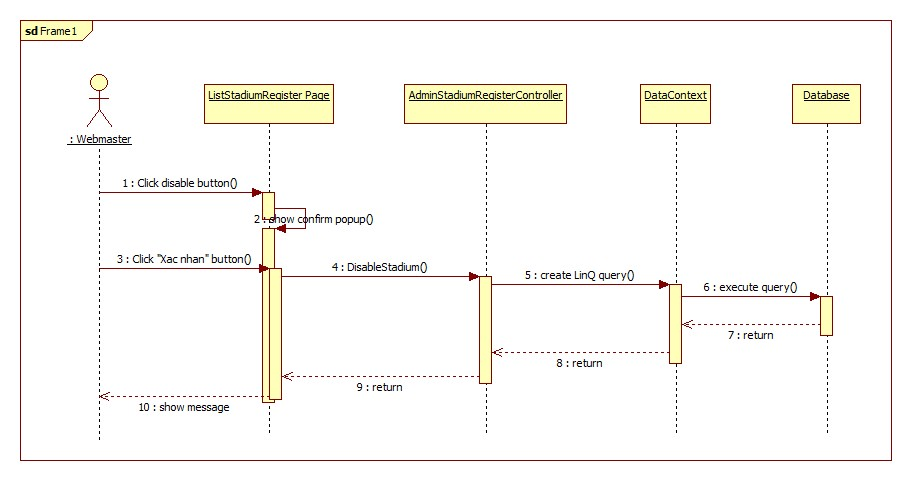 sd Frame1
ListStadiumRegister Page
AdminStadiumRegisterController
DataContext
Database
: Webmaster
1 : Click disable button()
2 : show confirm popup()
3 : Click "Xac nhan" button()
4 : DisableStadium()
5 : create LinQ query()
6 : execute query()
7 : return
8 : return
9 : return
10 : show message